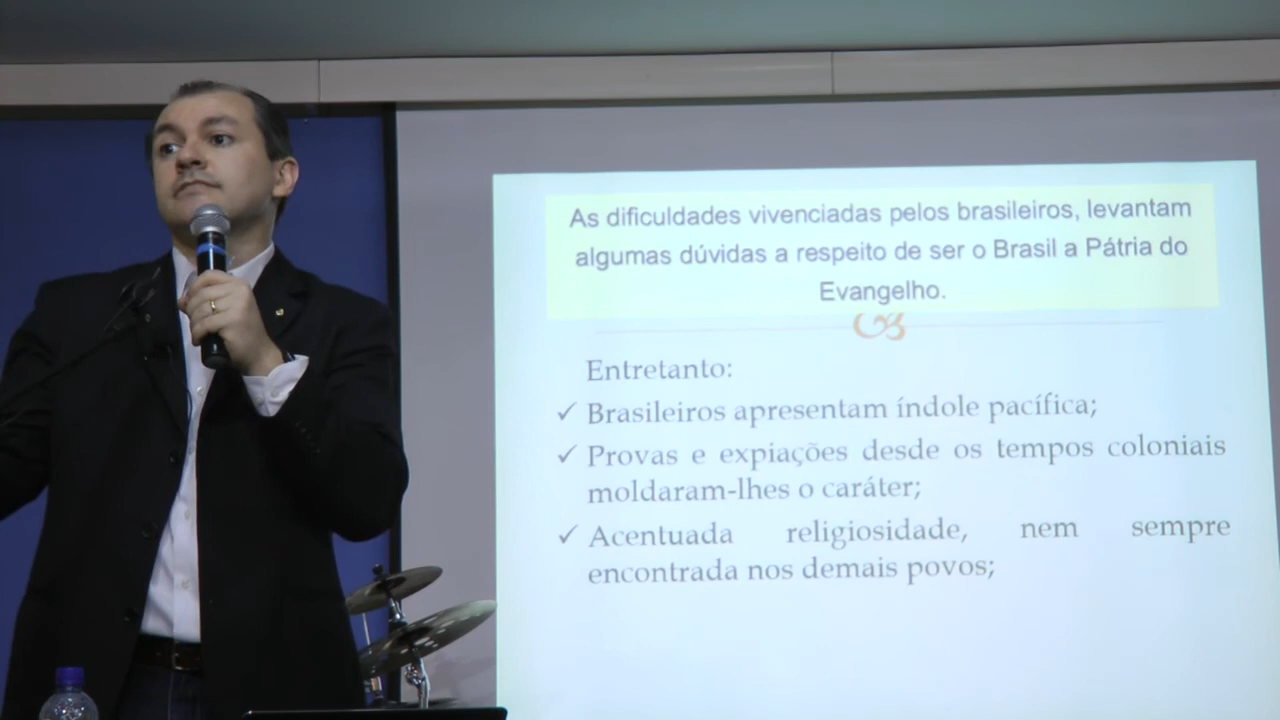 As dificuldades vivenciadas pelos brasileiros, levantam
algumas dúvidas a respeito de ser o Brasil a Pátria do
Evangelho.
Entretanto:
✓ Brasileiros apresentam índole pacífica;
✓ Provas e expiações desde os tempos coloniais
moldaram-lhes o caráter;
✓ Acentuada religiosidade, nem sempre
encontrada nos demais povos;